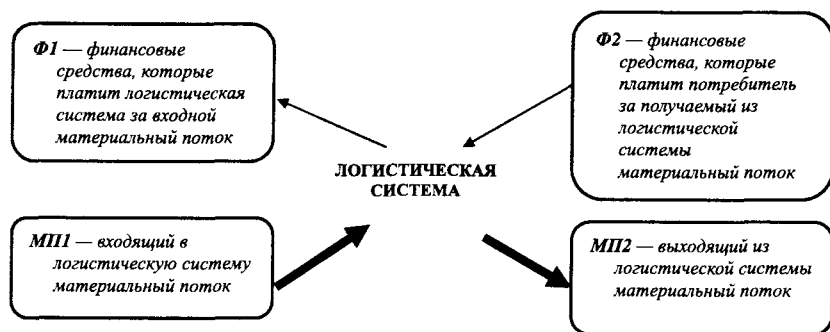 Ф1 — финансовые
средства, которые
платит логистическая
система за входной
материальный поток
Ф2 — финансовые
средства, которые
платит потребитель
за получаемый из
логистической
системы
материальный поток
ЛОГИСТИЧЕСКАЯ
СИСТЕМА
МП1 — входящий в
логистическую систему
материальный поток
МП2 — выходящий из
логистической системы
материальный поток